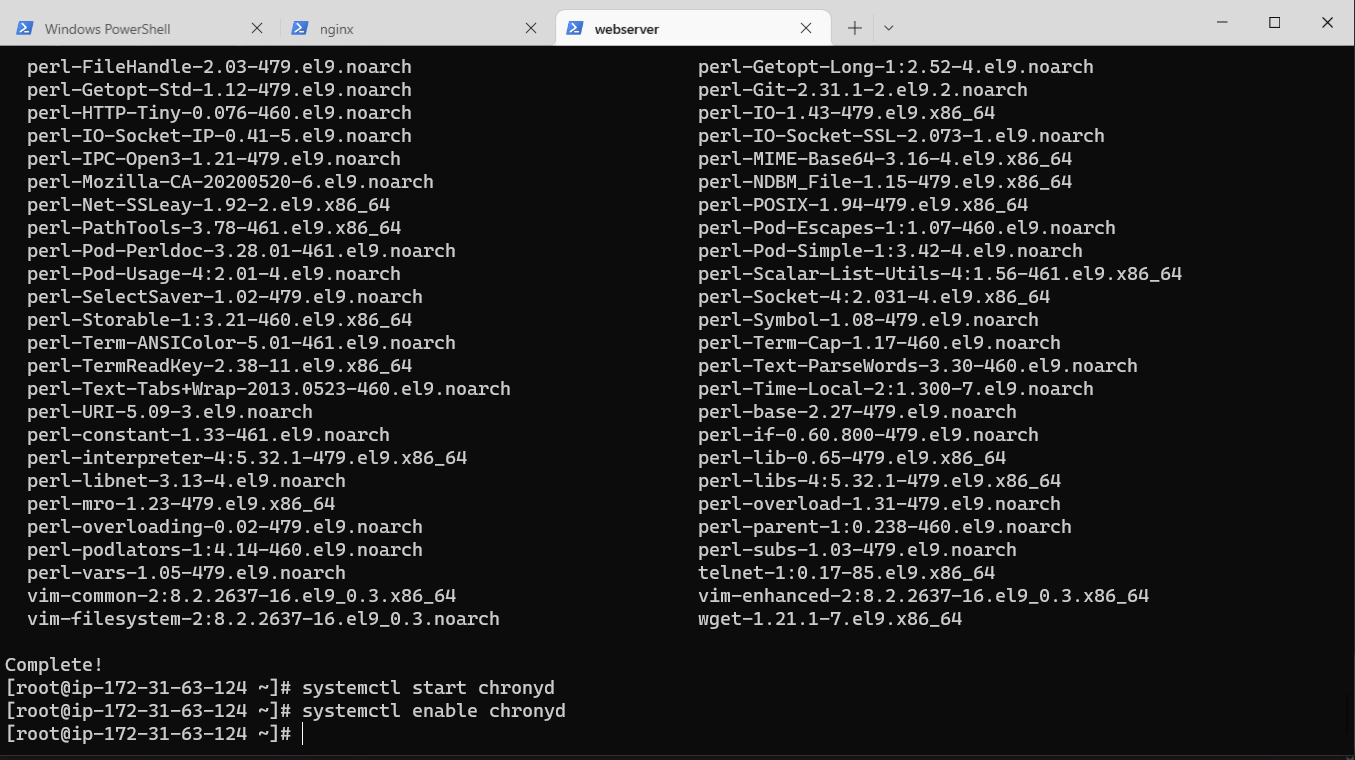 Windows PowerShell nginx webserver
perl-FileHandle-2.03-479.el9.noarch perl-Getopt-Long-1:2.52-4.el9.noarch
perl-Getopt-Std-1.12-479.el9.noarch perl-Git-2.31.1-2.el9.2.noarch
perl-HTTP-Tiny-0.076-460.el9.noarch perl-IO-1.43-479.el9.x86_64
perl-IO-Socket-IP-0.41-5.el9.noarch perl-IO-Socket-SSL-2.073-1.el9.noarch
perl-IPC-Open3-1.21-479.el9.noarch perl-MIME-Base64-3.16-4.el9.x86_64
perl-Mozilla-CA-20200520-6.el9.noarch perl-NDBM_File-1.15-479.el9.x86_64
perl-Net-SSLeay-1.92-2.el9.x86_64 perl-POSIX-1.94-479.el9.x86_64
perl-PathTools-3.78-461.el9.x86_64 perl-Pod-Escapes-1:1.07-460.el9.noarch
perl-Pod-Perldoc-3.28.01-461.el9.noarch perl-Pod-Simple-1:3.42-4.el9.noarch
perl-Pod-Usage-4:2.01-4.el9.noarch perl-Scalar-List-Utils-4:1.56-461.el9.x86_64
perl-SelectSaver-1.02-479.el9.noarch perl-Socket-4:2.031-4.el9.x86_64
perl-Storable-1:3.21-460.el9.x86_64 perl-Symbol-1.08-479.el9.noarch
perl-Term-ANSIColor-5.01-461.el9.noarch perl-Term-Cap-1.17-460.el9.noarch
perl-TermReadKey-2.38-11.el9.x86_64 perl-Text-ParseWords-3.30-460.el9.noarch
perl-Text-Tabs+Wrap-2013.0523-460.el9.noarch perl-Time-Local-2:1.300-7.el9.noarch
perl-URI-5.09-3.el9.noarch perl-base-2.27-479.el9.noarch
perl-constant-1.33-461.el9.noarch perl-if-0.60.800-479.el9.noarch
perl-interpreter-4:5.32.1-479.el9.x86_64 perl-lib-0.65-479.el9.x86_64
perl-libnet-3.13-4.el9.noarch perl-libs-4:5.32.1-479.el9.x86_64
perl-mro-1.23-479.el9.x86_64 perl-overload-1.31-479.el9.noarch
perl-overloading-0.02-479.el9.noarch perl-parent-1:0.238-460.el9.noarch
perl-podlators-1:4.14-460.el9.noarch perl-subs-1.03-479.el9.noarch
perl-vars-1.05-479.el9.noarch telnet-1:0.17-85.el9.x86_64
vim-common-2:8.2.2637-16.el9_0.3.x86_64 vim-enhanced-2:8.2.2637-16.el9_0.3.x86_64
vim-filesystem-2:8.2.2637-16.el9_0.3.noarch wget-1.21.1-7.el9.x86_64
Complete!
[root@ip-172-31-63-124 ~]# systemctl start chronyd
[root@ip-172-31-63-124 ~]# systemctl enable chronyd
[root@ip-172-31-63-124 ~]#